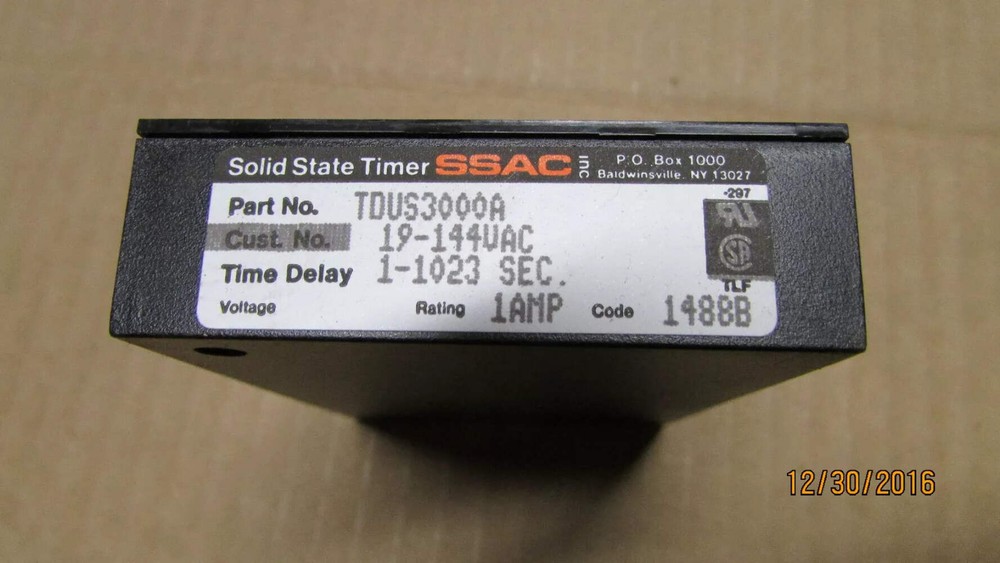 Solid State Timer SSAC inc P.O. Box 1000
Baldwinsville, NY 13027
Part No. TDUS3000A
-297
Cust. No. 19-144VAC
Time Delay 1-1023 SEC.
TLF
Voltage Rating 1AMP Code 1488B
12/30/2016